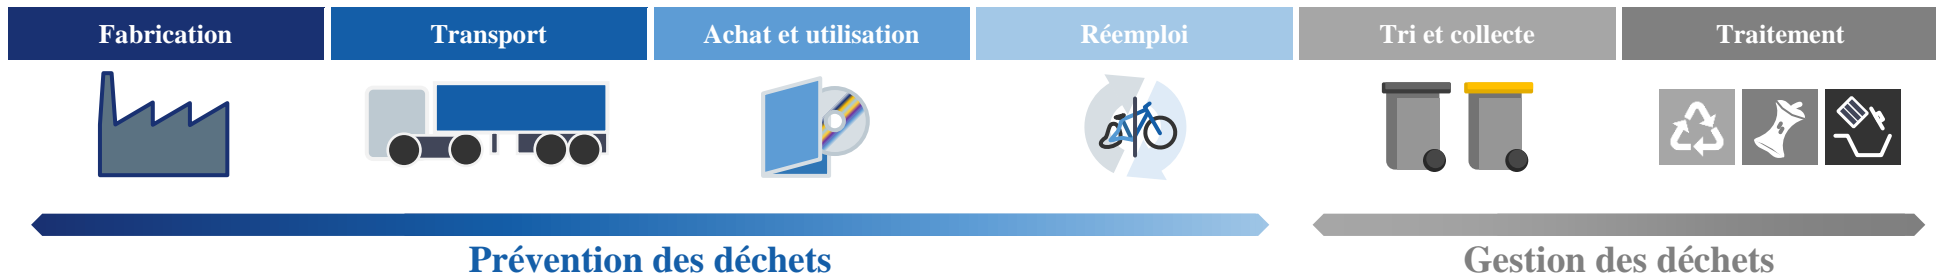 Fabrication
Transport
Achat et utilisation
Réemploi
Tri et collecte
Traitement
Prévention des déchets
Gestion des déchets